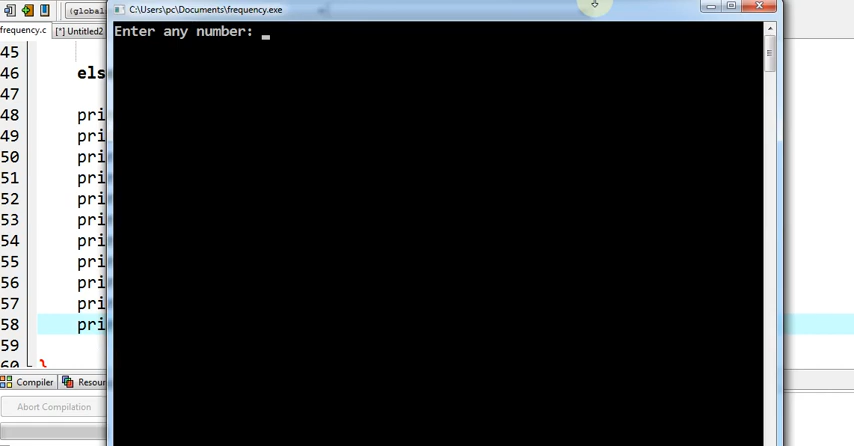 (global
C:\Users\pc\Documents\frequency.exe
frequency.c
[*] Untitled2
Enter any number: _
45
46 els
47
48 pri
49 pri
50 pri
51 pri
52 pri
53 pri
54 pri
55 pri
56 pri
57 pri
58 pri
59
60 }
Compiler
Resour
Abort Compilation